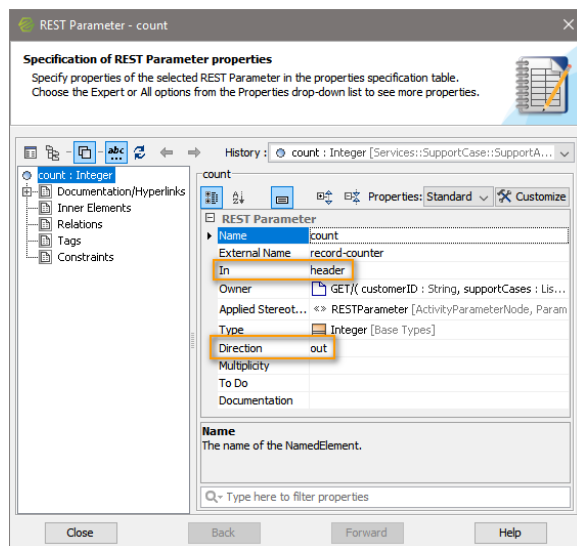 REST Parameter - count
Specification of REST Parameter properties
Specify properties of the selected REST Parameter in the properties specification table.
Choose the Expert or All options from the Properties drop-down list to see more properties.
History : count : Integer [Services::SupportCase::SupportA...
count : Integer
Documentation/Hyperlinks
Inner Elements
Relations
Tags
Constraints
count
Properties: Standard Customize
REST Parameter
Name count
External Name record-counter
In header
Owner GET/( customerID : String, supportCases : Lis...
Applied Stereot... «» RESTParameter [ActivityParameterNode, Param
Type Integer [Base Types]
Direction out
Multiplicity
To Do
Documentation
Name
The name of the NamedElement.
Type here to filter properties
Close Back Forward Help